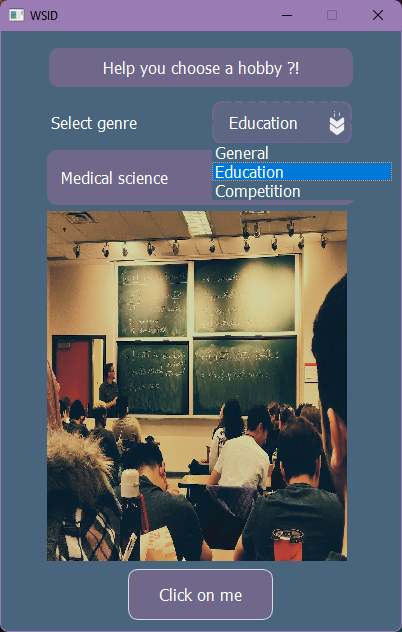 WSID
Help you choose a hobby ?!
Select genre
Education
General
Education
Competition
Medical science
Click on me